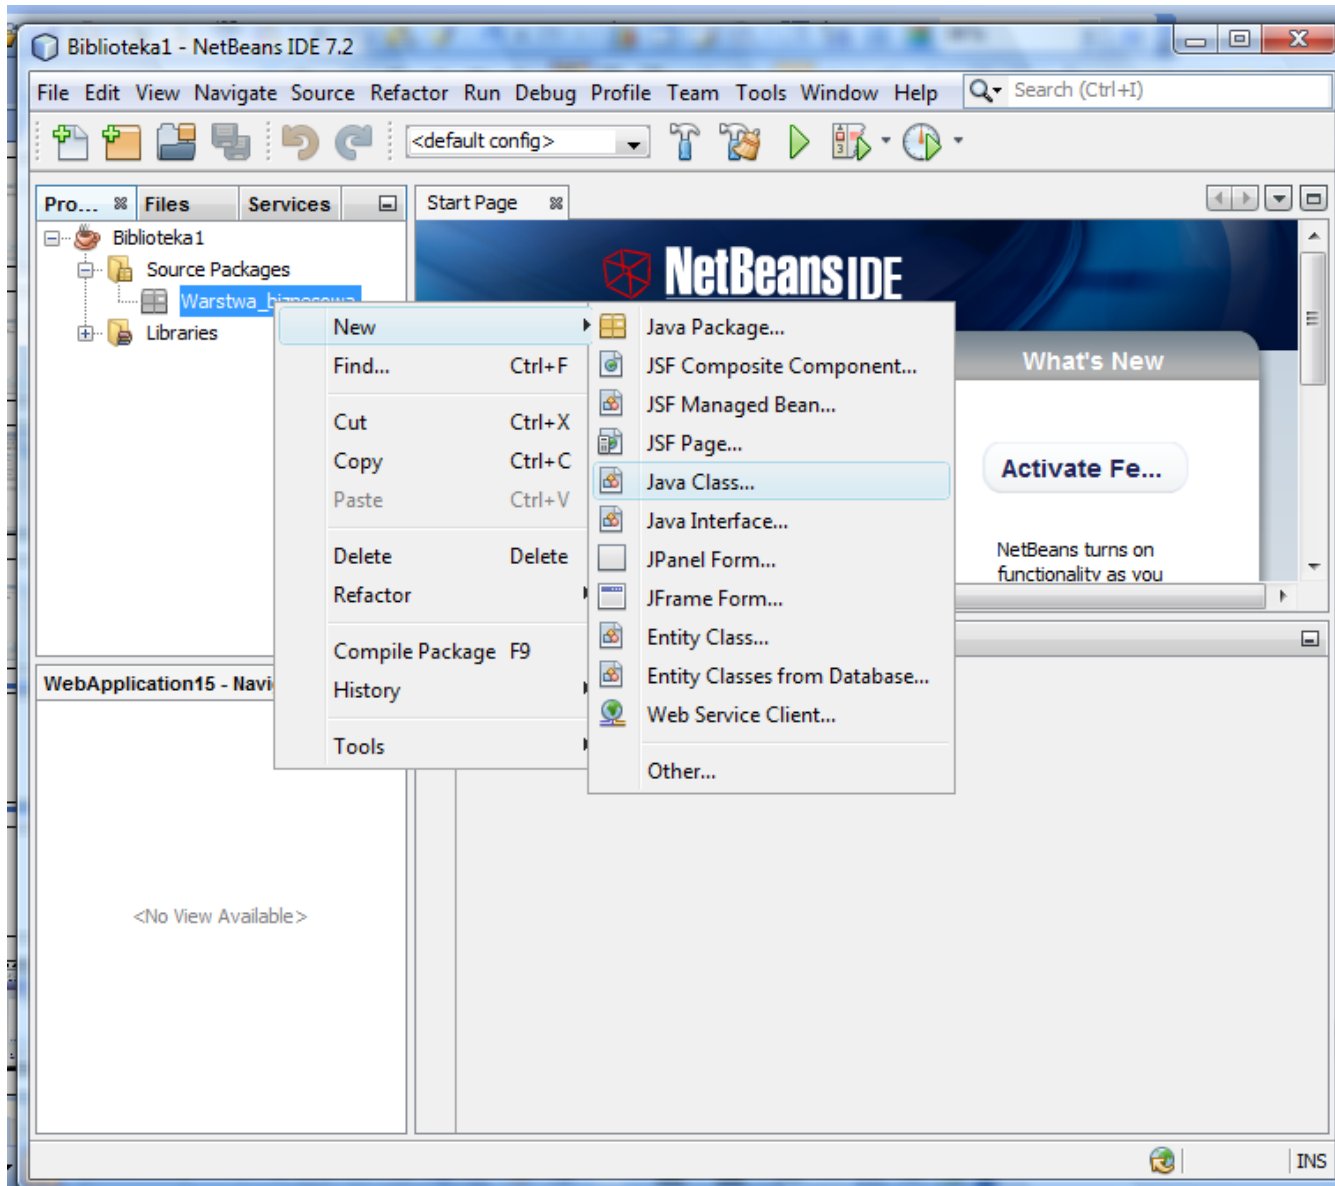 Biblioteka1 - NetBeans IDE 7.2
File Edit View Navigate Source Refactor Run Debug Profile Team Tools Window Help Search (Ctrl+I)
<default config>
Pro... Files Services
Start Page
Biblioteka1
Source Packages
Warstwa_biznesowa
Libraries
NetBeans IDE
What's New
Activate Fe...
NetBeans turns on
functionality as you
New
Find... Ctrl+F
Cut Ctrl+X
Copy Ctrl+C
Paste Ctrl+V
Delete Delete
Refactor
Compile Package F9
History
Tools
Java Package...
JSF Composite Component...
JSF Managed Bean...
JSF Page...
Java Class...
Java Interface...
JPanel Form...
JFrame Form...
Entity Class...
Entity Classes from Database...
Web Service Client...
Other...
WebApplication15 - Navi
<No View Available>
INS